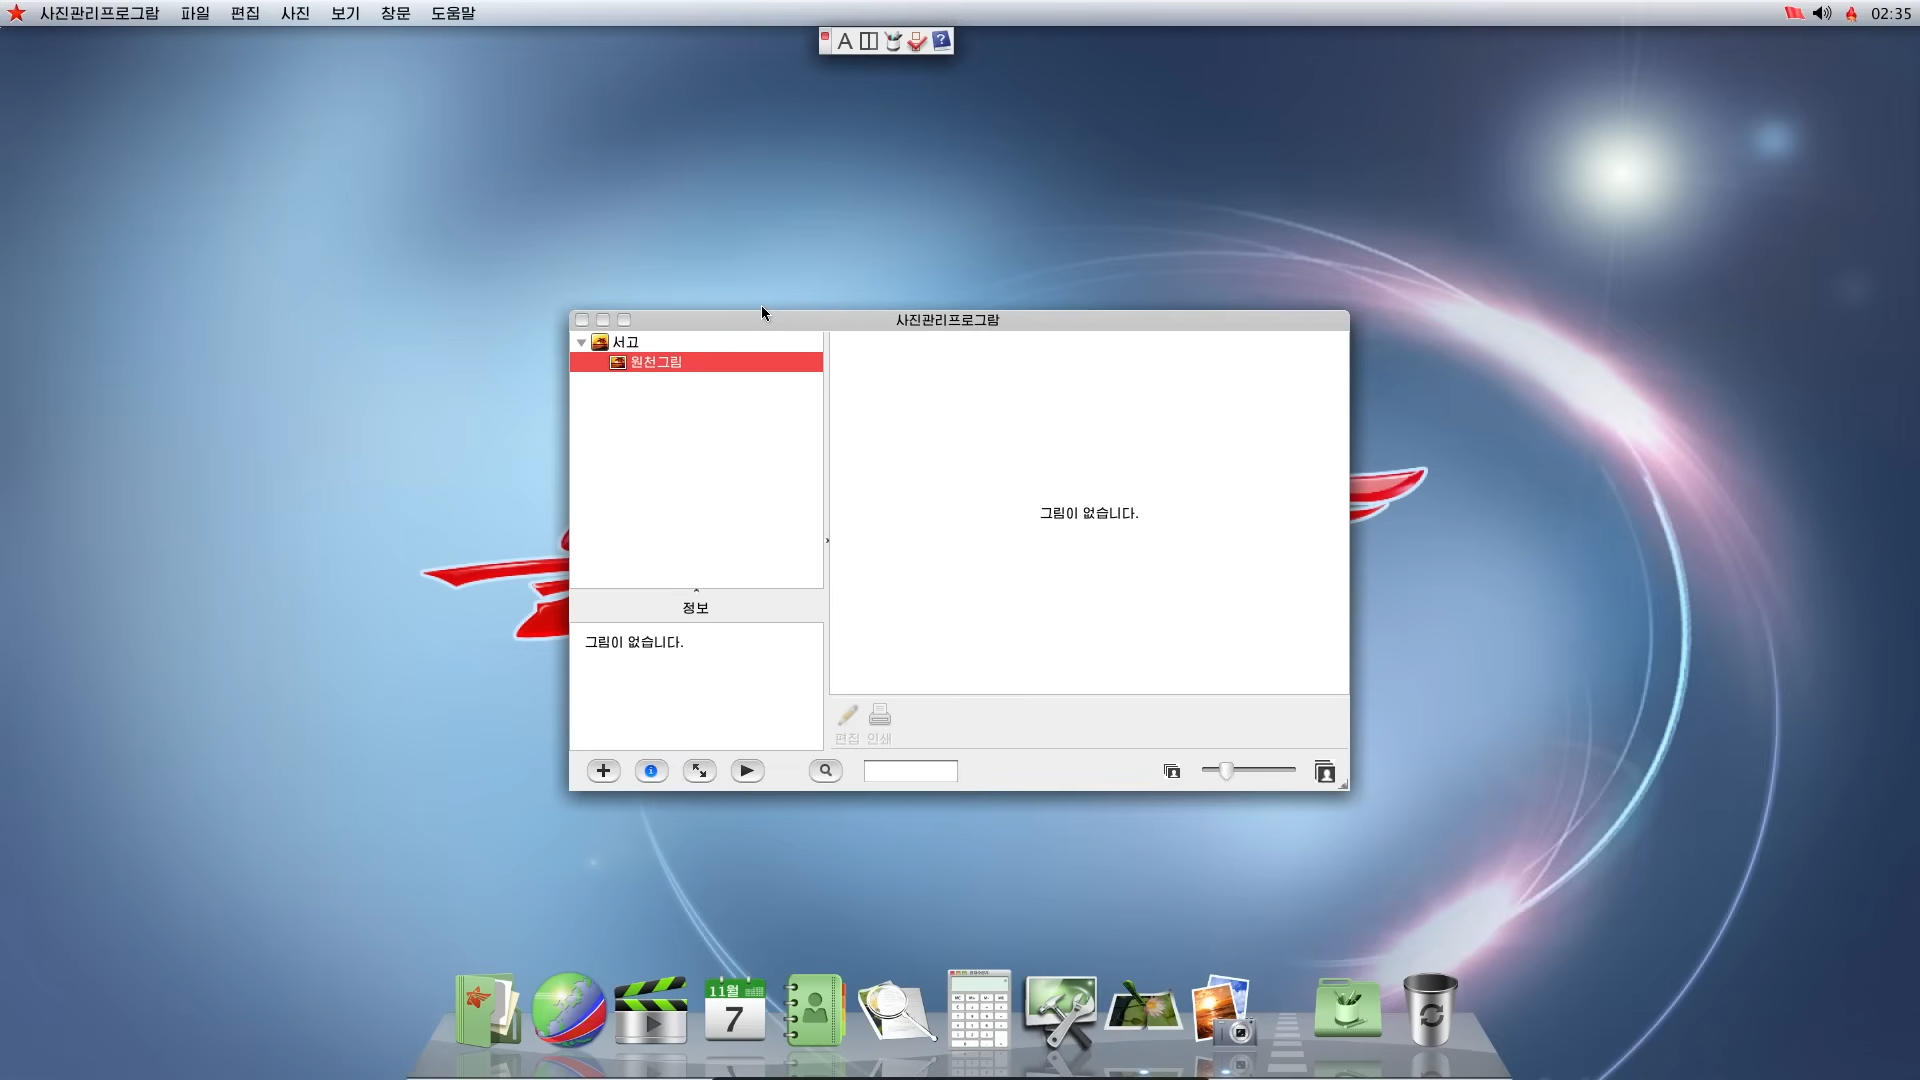 사진관리프로그람 파일 편집 사진 보기 창문 도움말 02:35
A
사진관리프로그람
서고
원천그림
그림이 없습니다.
정보
그림이 없습니다.
편집 인쇄
11월
7